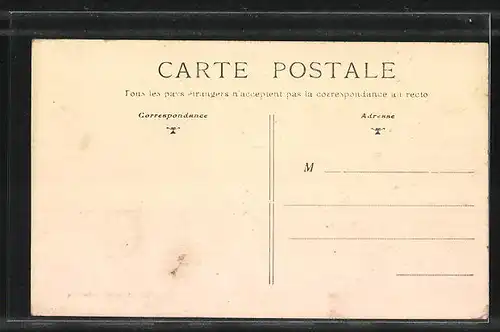 CARTE POSTALE
Tous les pays étrangers n'acceptent pas la correspondance au recto
Correspondance
Adresse
M